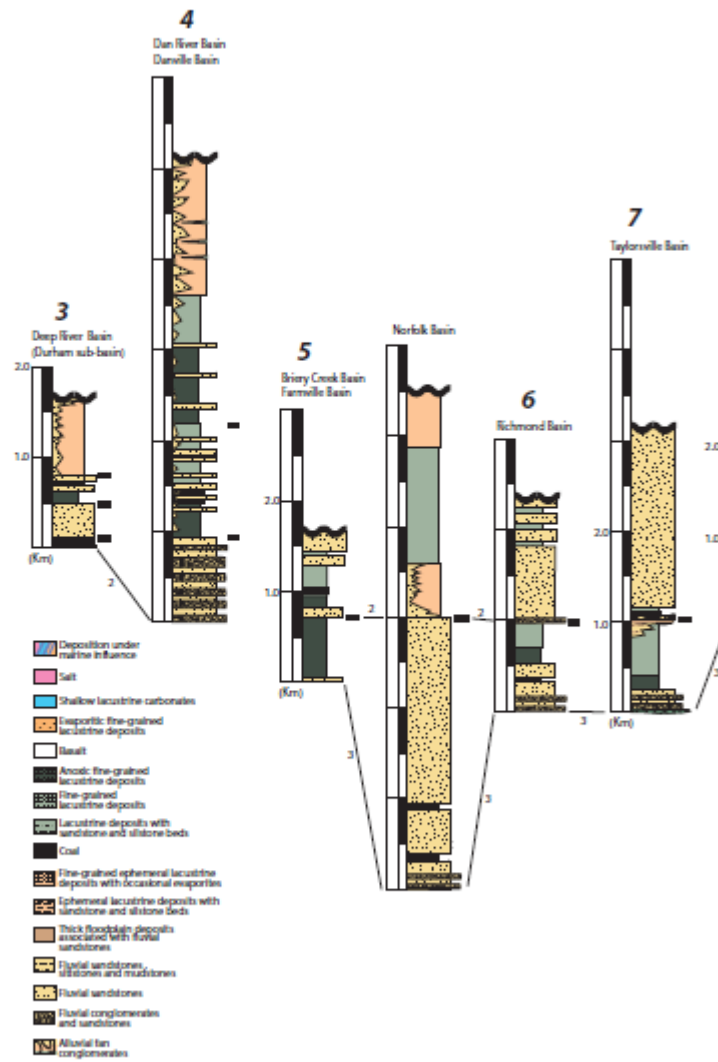 4
Dan River Basin
Danville Basin
3
Deep River Basin
(Durham sub-basin)
2.0
1.0
(Km)
2
5
Briery Creek Basin
Farmville Basin
2.0
1.0
(Km)
3
Norfolk Basin
2
2
3
6
Richmond Basin
3
7
Taylorsville Basin
2.0
1.0
(Km)
2.0
1.0
3
Deposition under
marine influence
Salt
Shallow lacustrine carbonates
Evaporitic fine-grained
lacustrine deposits
Basalt
Anoxic fine-grained
lacustrine deposits
Fine-grained
lacustrine deposits
Lacustrine deposits with
sandstone and siltstone beds
Coal
Fine-grained ephemeral lacustrine
deposits with occasional evaporites
Ephemeral lacustrine deposits with
sandstone and siltstone beds
Thick floodplain deposits
associated with fluvial
sandstones
Fluvial sandstones,
siltstones and mudstones
Fluvial sandstones
Fluvial conglomerates
and sandstones
Alluvial fan
conglomerates